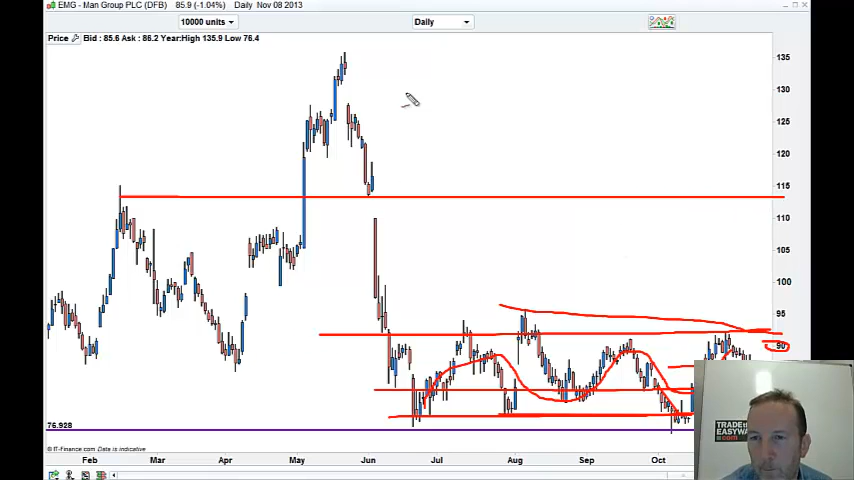 EMG - Man Group PLC (DFB) 85.9 (-1.04%) Daily Nov 08 2013
10000 units Daily
Price Bid : 85.6 Ask : 86.2 Year:High 135.9 Low 76.4
135
130
125
120
115
110
105
100
95
90
76.928
TRADEth
EASYWA
.com
© IT-Finance.com Date is indicative
Feb Mar Apr May Jun Jul Aug Sep Oct